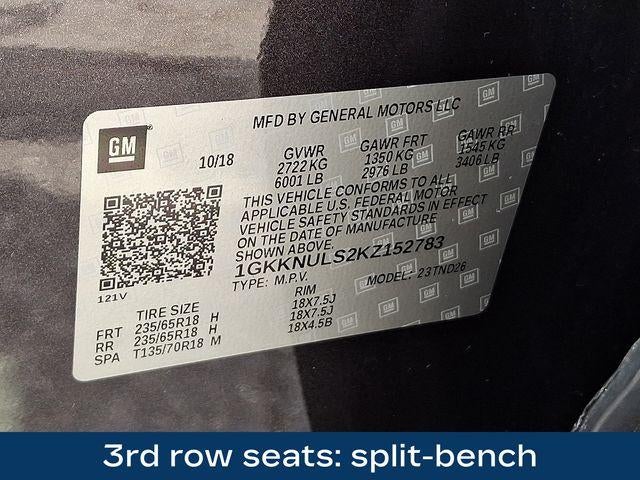 MFD BY GENERAL MOTORS LLC
GM
10/18
GVWR GAWR FRT GAWR RR
2722 KG 1350 KG 1545 KG
6001 LB 2976 LB 3406 LB
THIS VEHICLE CONFORMS TO ALL
APPLICABLE U.S. FEDERAL MOTOR
VEHICLE SAFETY STANDARDS IN EFFECT
ON THE DATE OF MANUFACTURE
SHOWN ABOVE.
1GKKNULS2KZ152783
TYPE: M.P.V. MODEL: 23TND26
121V
TIRE SIZE RIM
FRT 235/65R18 H 18X7.5J
RR 235/65R18 H 18X7.5J
SPA T135/70R18 M 18X4.5B
3rd row seats: split-bench